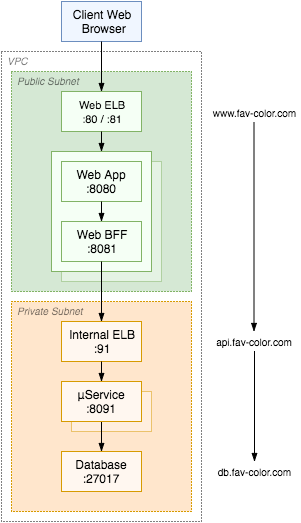 Client Web
Browser
VPC
Public Subnet
Web ELB
:80 / :81
www.fav-color.com
Web App
:8080
Web BFF
:8081
Private Subnet
Internal ELB
:91
api.fav-color.com
µService
:8091
Database
:27017
db.fav-color.com